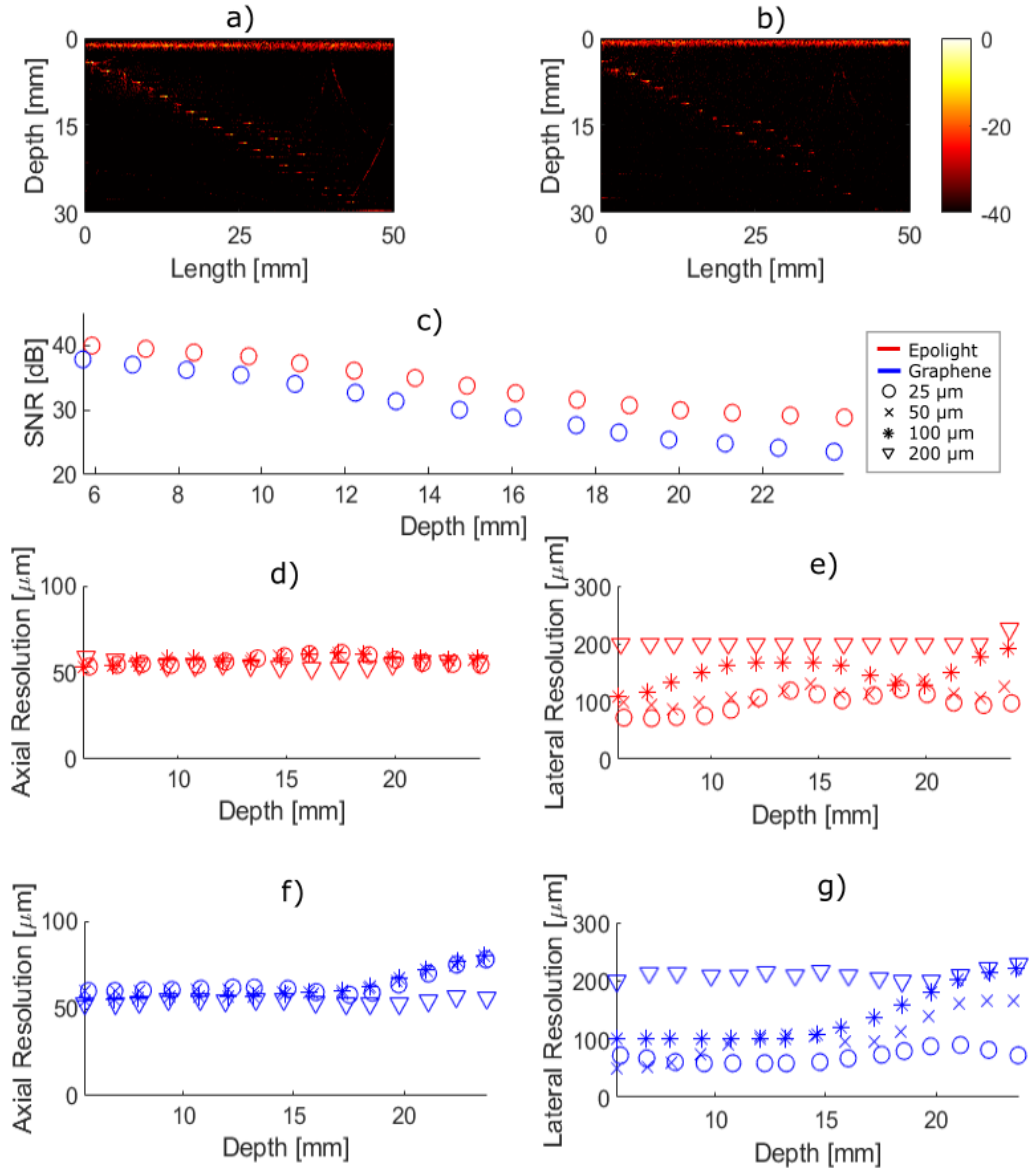 a)
0
15
30
Depth [mm]
0
25
50
Length [mm]
b)
0
15
30
Depth [mm]
0
25
50
Length [mm]
0
-20
-40
c)
40
30
20
SNR [dB]
6
8
10
12
14
16
18
20
22
Depth [mm]
Epolight
Graphene
25 µm
50 µm
100 µm
200 µm
d)
100
50
0
Axial Resolution [µm]
10
15
20
Depth [mm]
e)
300
200
100
0
Lateral Resolution [µm]
10
15
20
Depth [mm]
f)
100
50
0
Axial Resolution [µm]
10
15
20
Depth [mm]
g)
300
200
100
0
Lateral Resolution [µm]
10
15
20
Depth [mm]